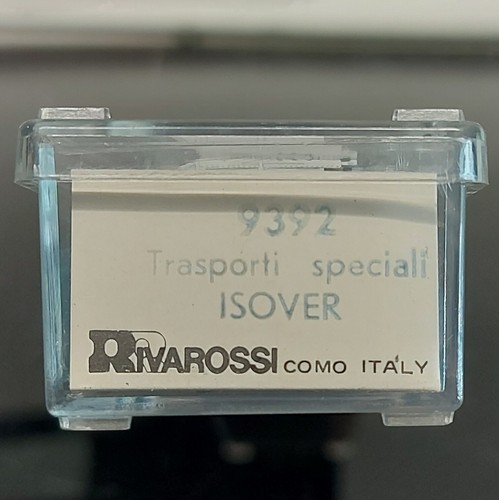 9392
Trasporti speciali
ISOVER
RIVAROSSI COMO ITALY